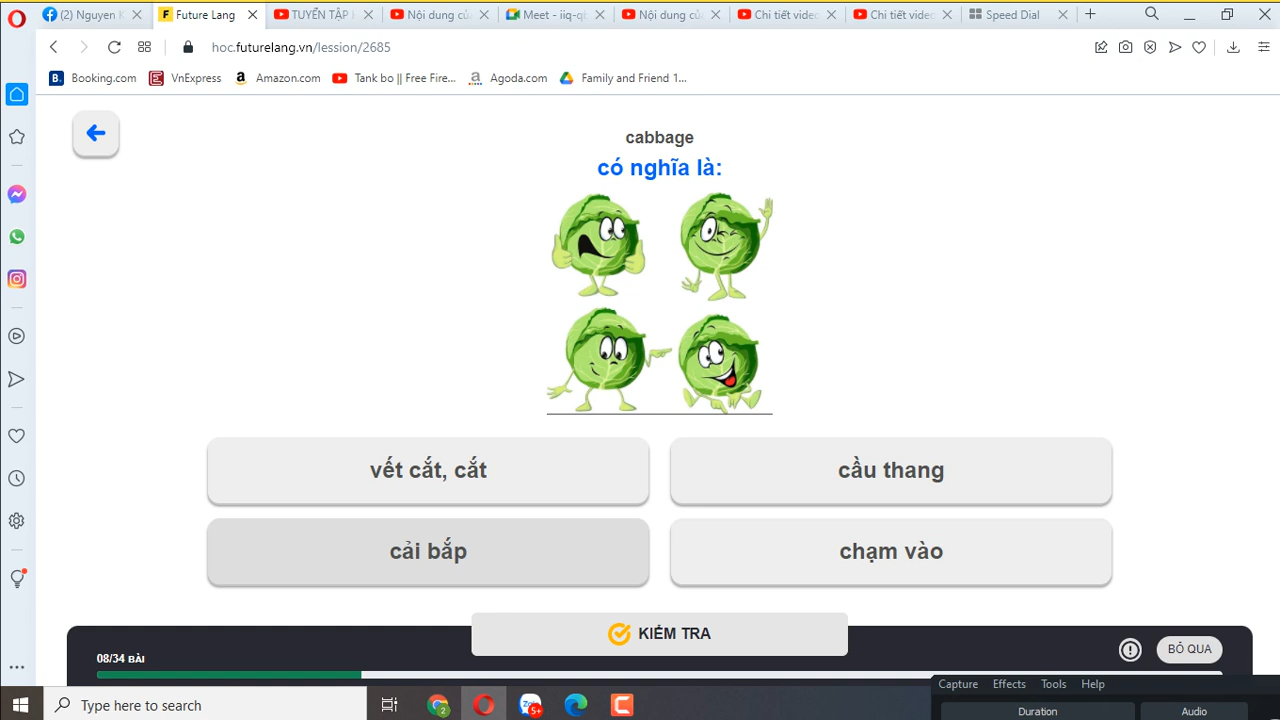 (2) Nguyen K
Future Lang
TUYỂN TẬP
Nội dung củ
Meet - iiq-q
Nội dung củ
Chi tiết video
Chi tiết video
Speed Dial
hoc.futurelang.vn/lession/2685
Booking.com
VnExpress
Amazon.com
Tank bo || Free Fire...
Agoda.com
Family and Friend 1...
cabbage
có nghĩa là:
vết cắt, cắt
cầu thang
cải bắp
chạm vào
KIỂM TRA
08/34 BÀI
BỎ QUA
Capture Effects Tools Help
Duration
Audio
Type here to search
2
Zalo
5+